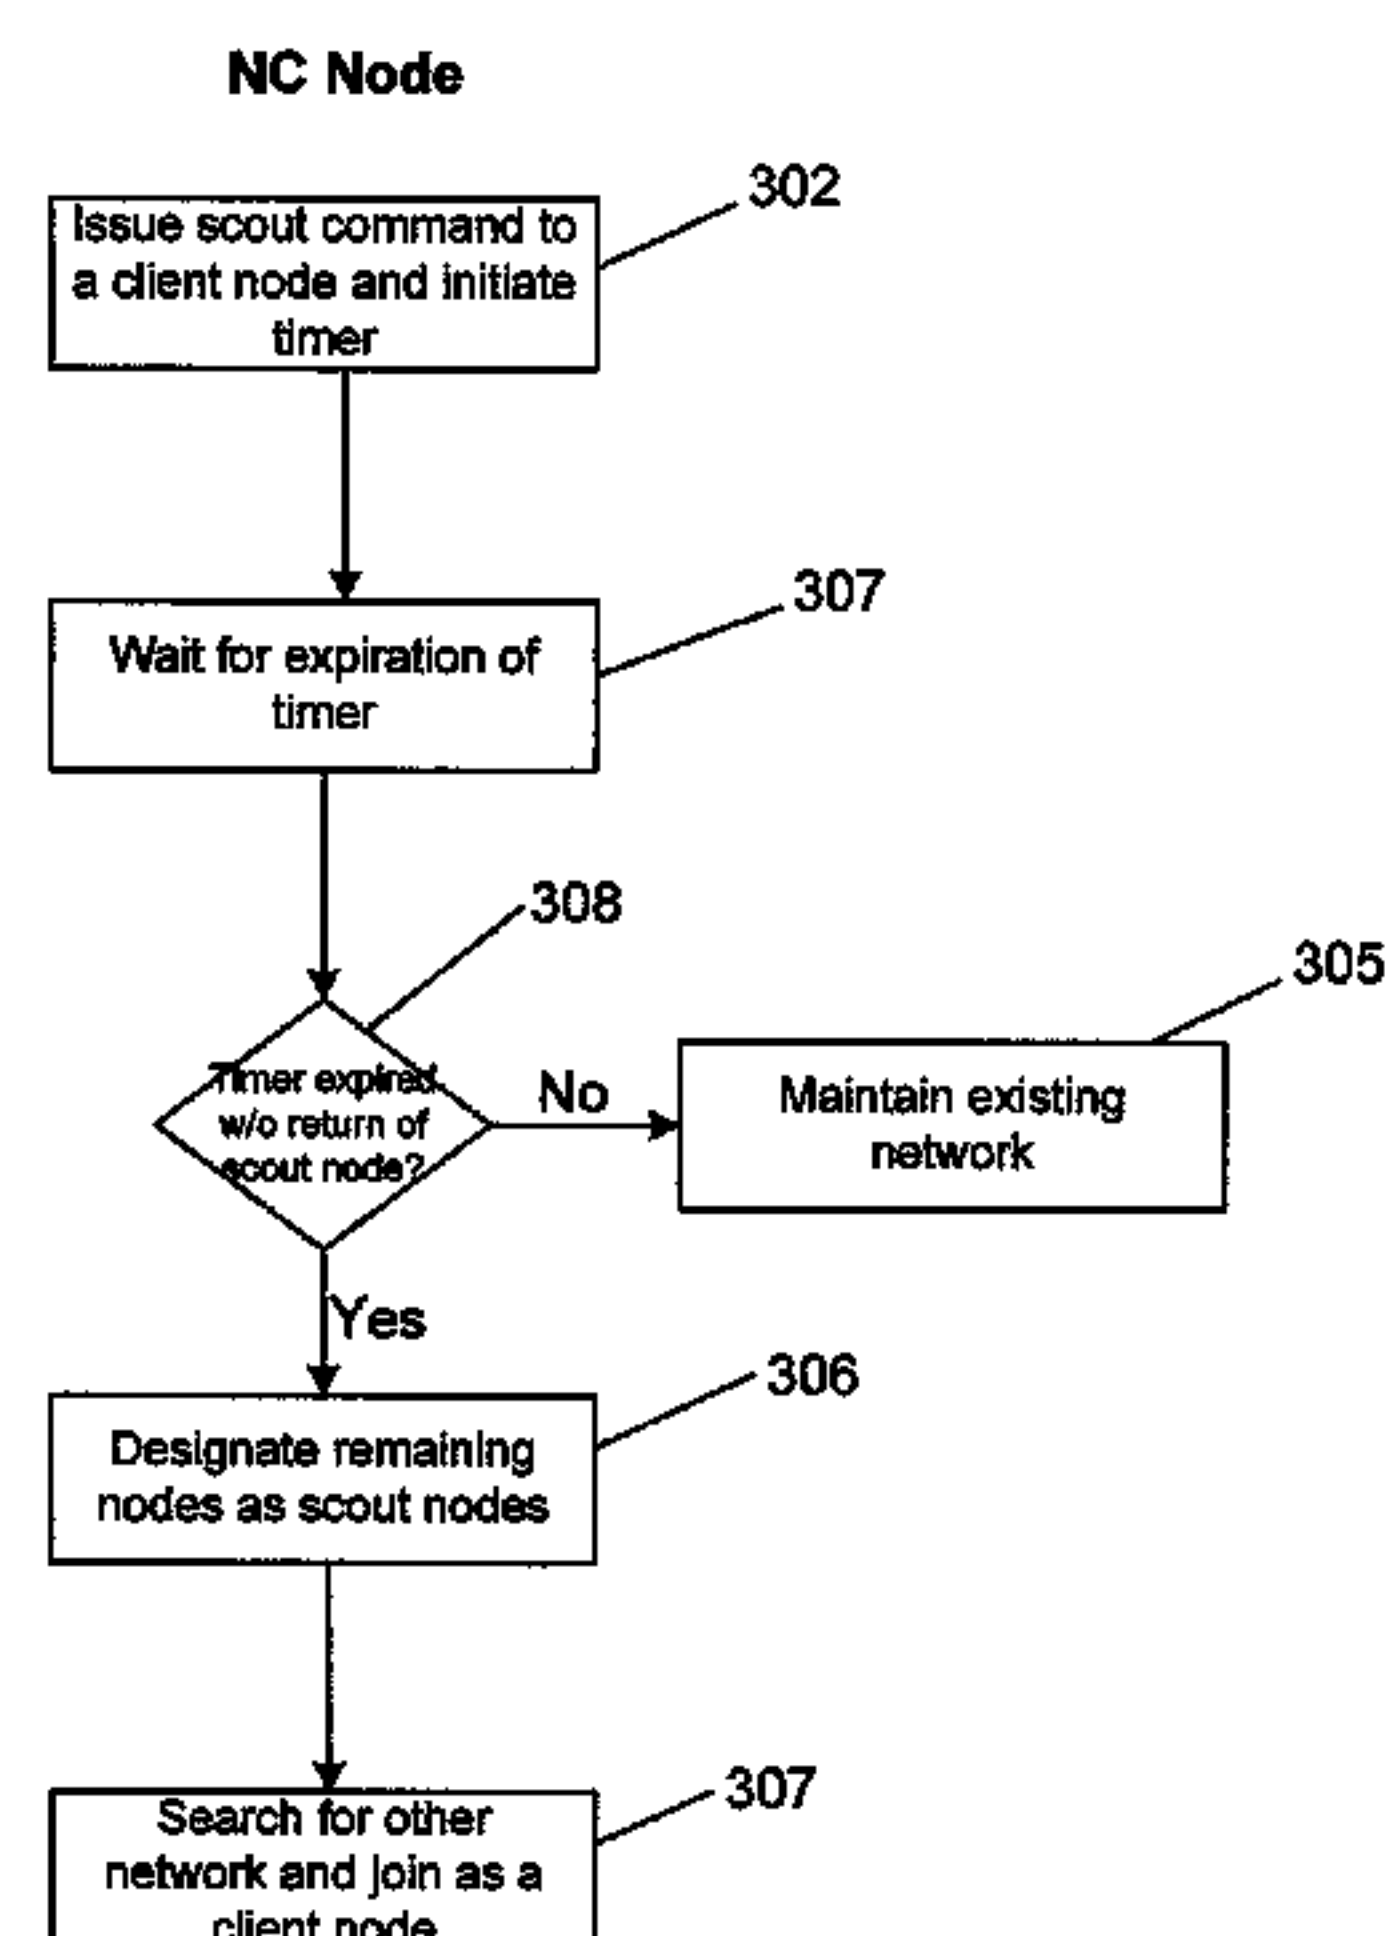 NC Node
302
Issue scout command to
a client node and initiate
timer
307
Wait for expiration of
timer
308
Timer expired
w/o return of
scout node?
No
305
Maintain existing
network
Yes
306
Designate remaining
nodes as scout nodes
307
Search for other
network and join as a
client node